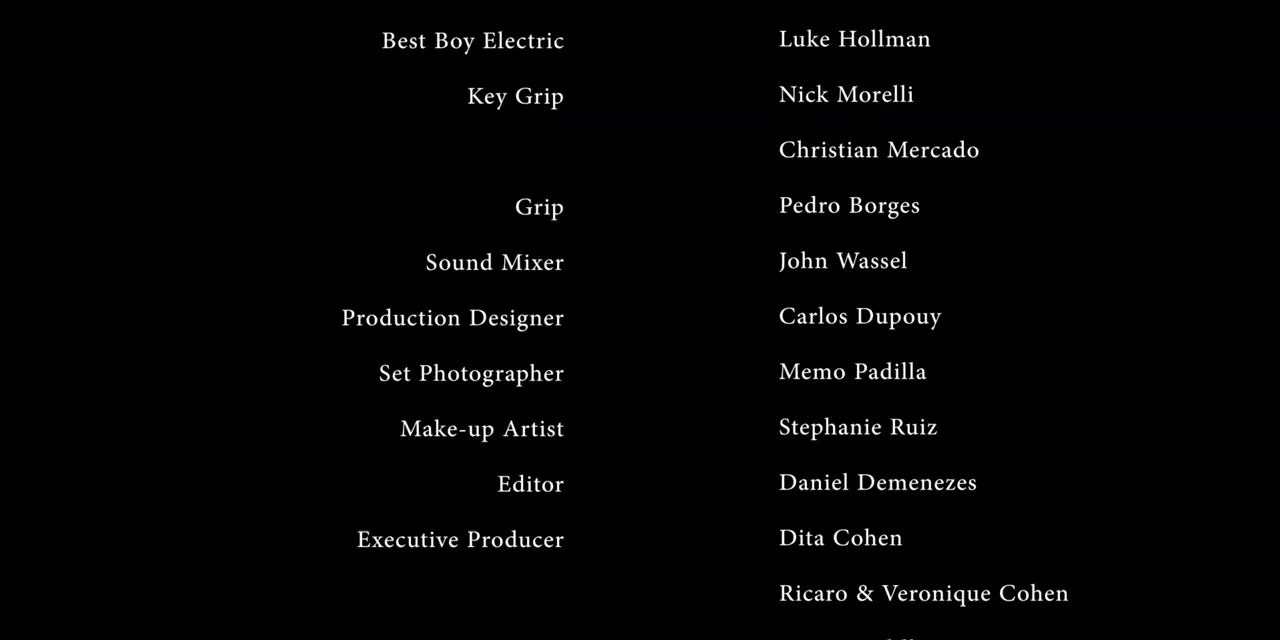 Best Boy Electric Luke Hollman
Key Grip Nick Morelli
Christian Mercado
Grip Pedro Borges
Sound Mixer John Wassel
Production Designer Carlos Dupouy
Set Photographer Memo Padilla
Make-up Artist Stephanie Ruiz
Editor Daniel Demenezes
Executive Producer Dita Cohen
Ricaro & Veronique Cohen